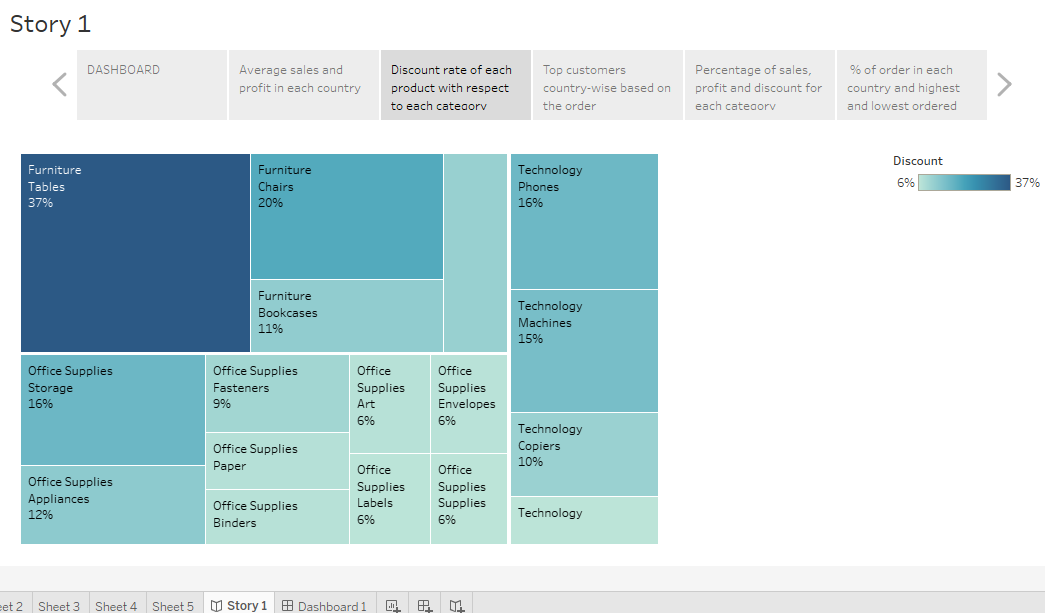 Story 1
DASHBOARD
Average sales and
profit in each country
Discount rate of each
product with respect
to each category
Top customers
country-wise based on
the order
Percentage of sales,
profit and discount for
each category
% of order in each
country and highest
and lowest ordered
Furniture
Tables
37%
Furniture
Chairs
20%
Furniture
Bookcases
11%
Technology
Phones
16%
Technology
Machines
15%
Technology
Copiers
10%
Technology
Office Supplies
Storage
16%
Office Supplies
Appliances
12%
Office Supplies
Fasteners
9%
Office Supplies
Paper
Office Supplies
Binders
Office
Supplies
Art
6%
Office
Supplies
Envelopes
6%
Office
Supplies
Labels
6%
Office
Supplies
Supplies
6%
Discount
6% 37%
eet 2 Sheet 3 Sheet 4 Sheet 5 Story 1 Dashboard 1